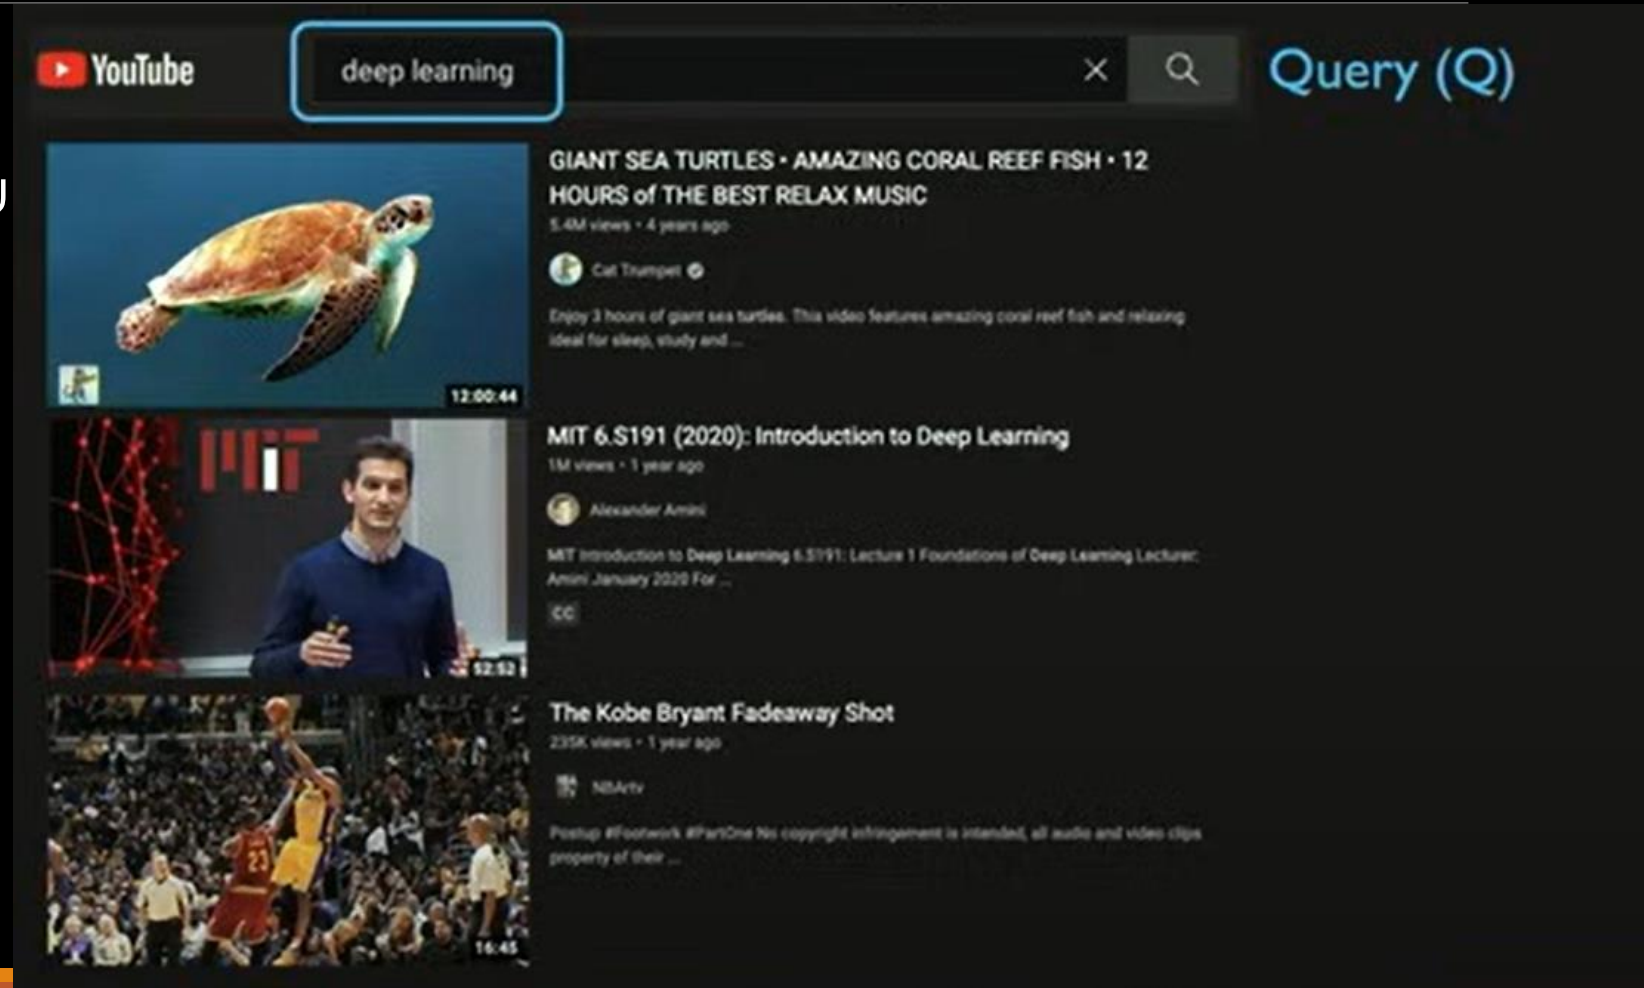 YouTube
deep learning
Query (Q)
GIANT SEA TURTLES • AMAZING CORAL REEF FISH • 12
HOURS of THE BEST RELAX MUSIC
5.4M views • 4 years ago
Cat Trumpet
Enjoy 3 hours of giant sea turtles. This video features amazing coral reef fish and relaxing
ideal for sleep, study and ...
12:00:44
MIT
MIT 6.S191 (2020): Introduction to Deep Learning
1M views • 1 year ago
Alexander Amini
MIT Introduction to Deep Learning 6.S191: Lecture 1 Foundations of Deep Learning Lecturer:
Amini January 2020 For ...
CC
52:52
The Kobe Bryant Fadeaway Shot
235K views • 1 year ago
NBArtv
Postup #Footwork #PartOne No copyright infringement is intended, all audio and video clips
property of their ...
23
16:45